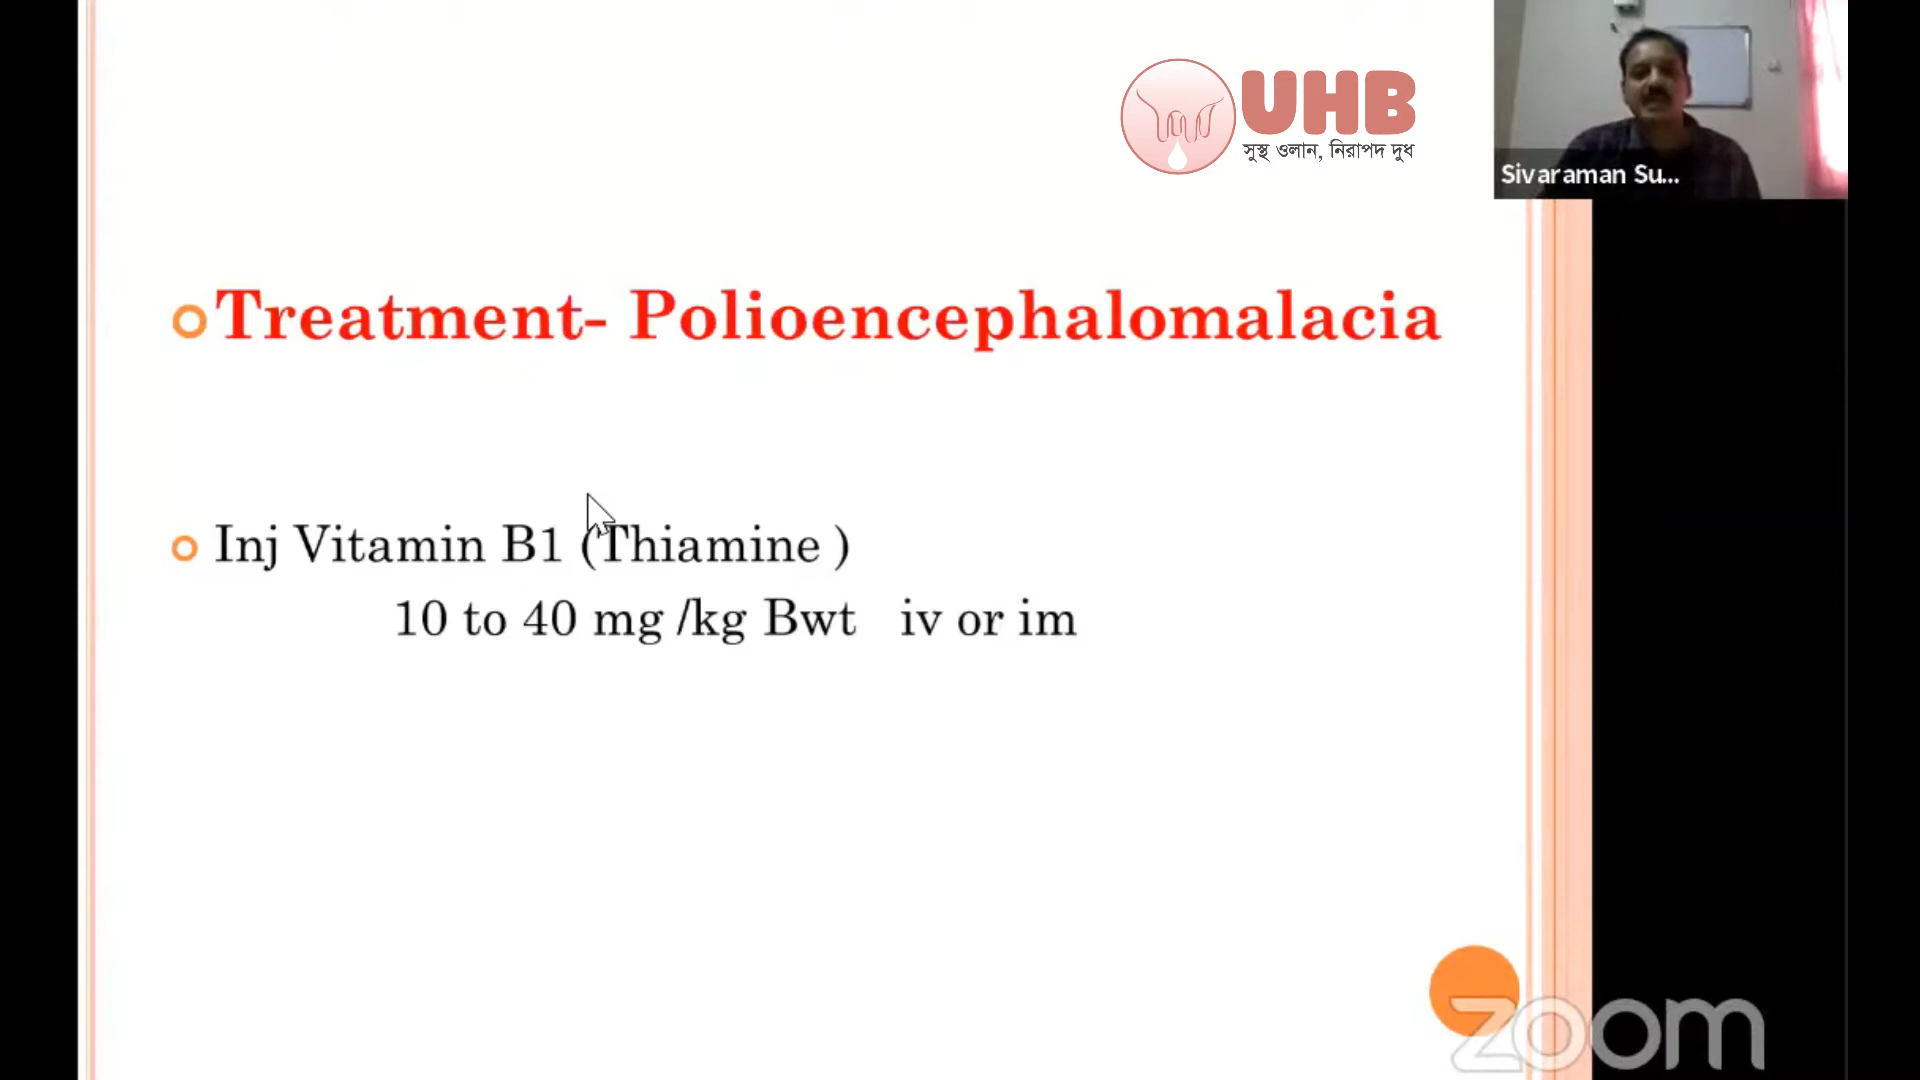 UHB
সুস্থ ওলান, নিরাপদ দুধ
Sivaraman Su...
Treatment- Polioencephalomalacia
Inj Vitamin B1 (Thiamine )
10 to 40 mg /kg Bwt iv or im
zoom